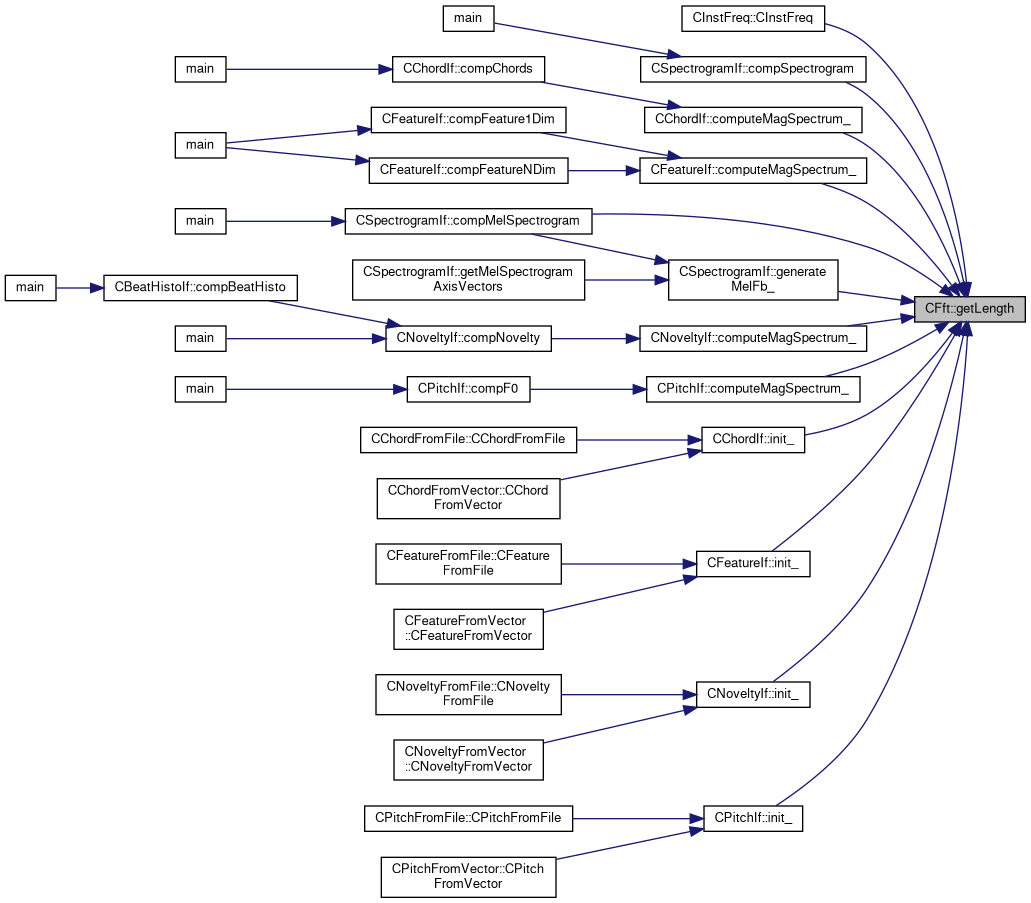 main
CInstFreq::CInstFreq
main
CChordIf::compChords
CSpectrogramIf::compSpectrogram
CFeatureIf::compFeature1Dim
CChordIf::computeMagSpectrum_
main
CFeatureIf::compFeatureNDim
CFeatureIf::computeMagSpectrum_
main
CSpectrogramIf::compMelSpectrogram
CSpectrogramIf::getMelSpectrogram
AxisVectors
CSpectrogramIf::generate
MelFb_
main
CBeatHistoIf::compBeatHisto
CFft::getLength
main
CNoveltyIf::compNovelty
CNoveltyIf::computeMagSpectrum_
main
CPitchIf::compF0
CPitchIf::computeMagSpectrum_
CChordFromFile::CChordFromFile
CChordIf::init_
CChordFromVector::CChord
FromVector
CFeatureFromFile::CFeature
FromFile
CFeatureIf::init_
CFeatureFromVector
::CFeatureFromVector
CNoveltyFromFile::CNovelty
FromFile
CNoveltyIf::init_
CNoveltyFromVector
::CNoveltyFromVector
CPitchFromFile::CPitchFromFile
CPitchIf::init_
CPitchFromVector::CPitch
FromVector